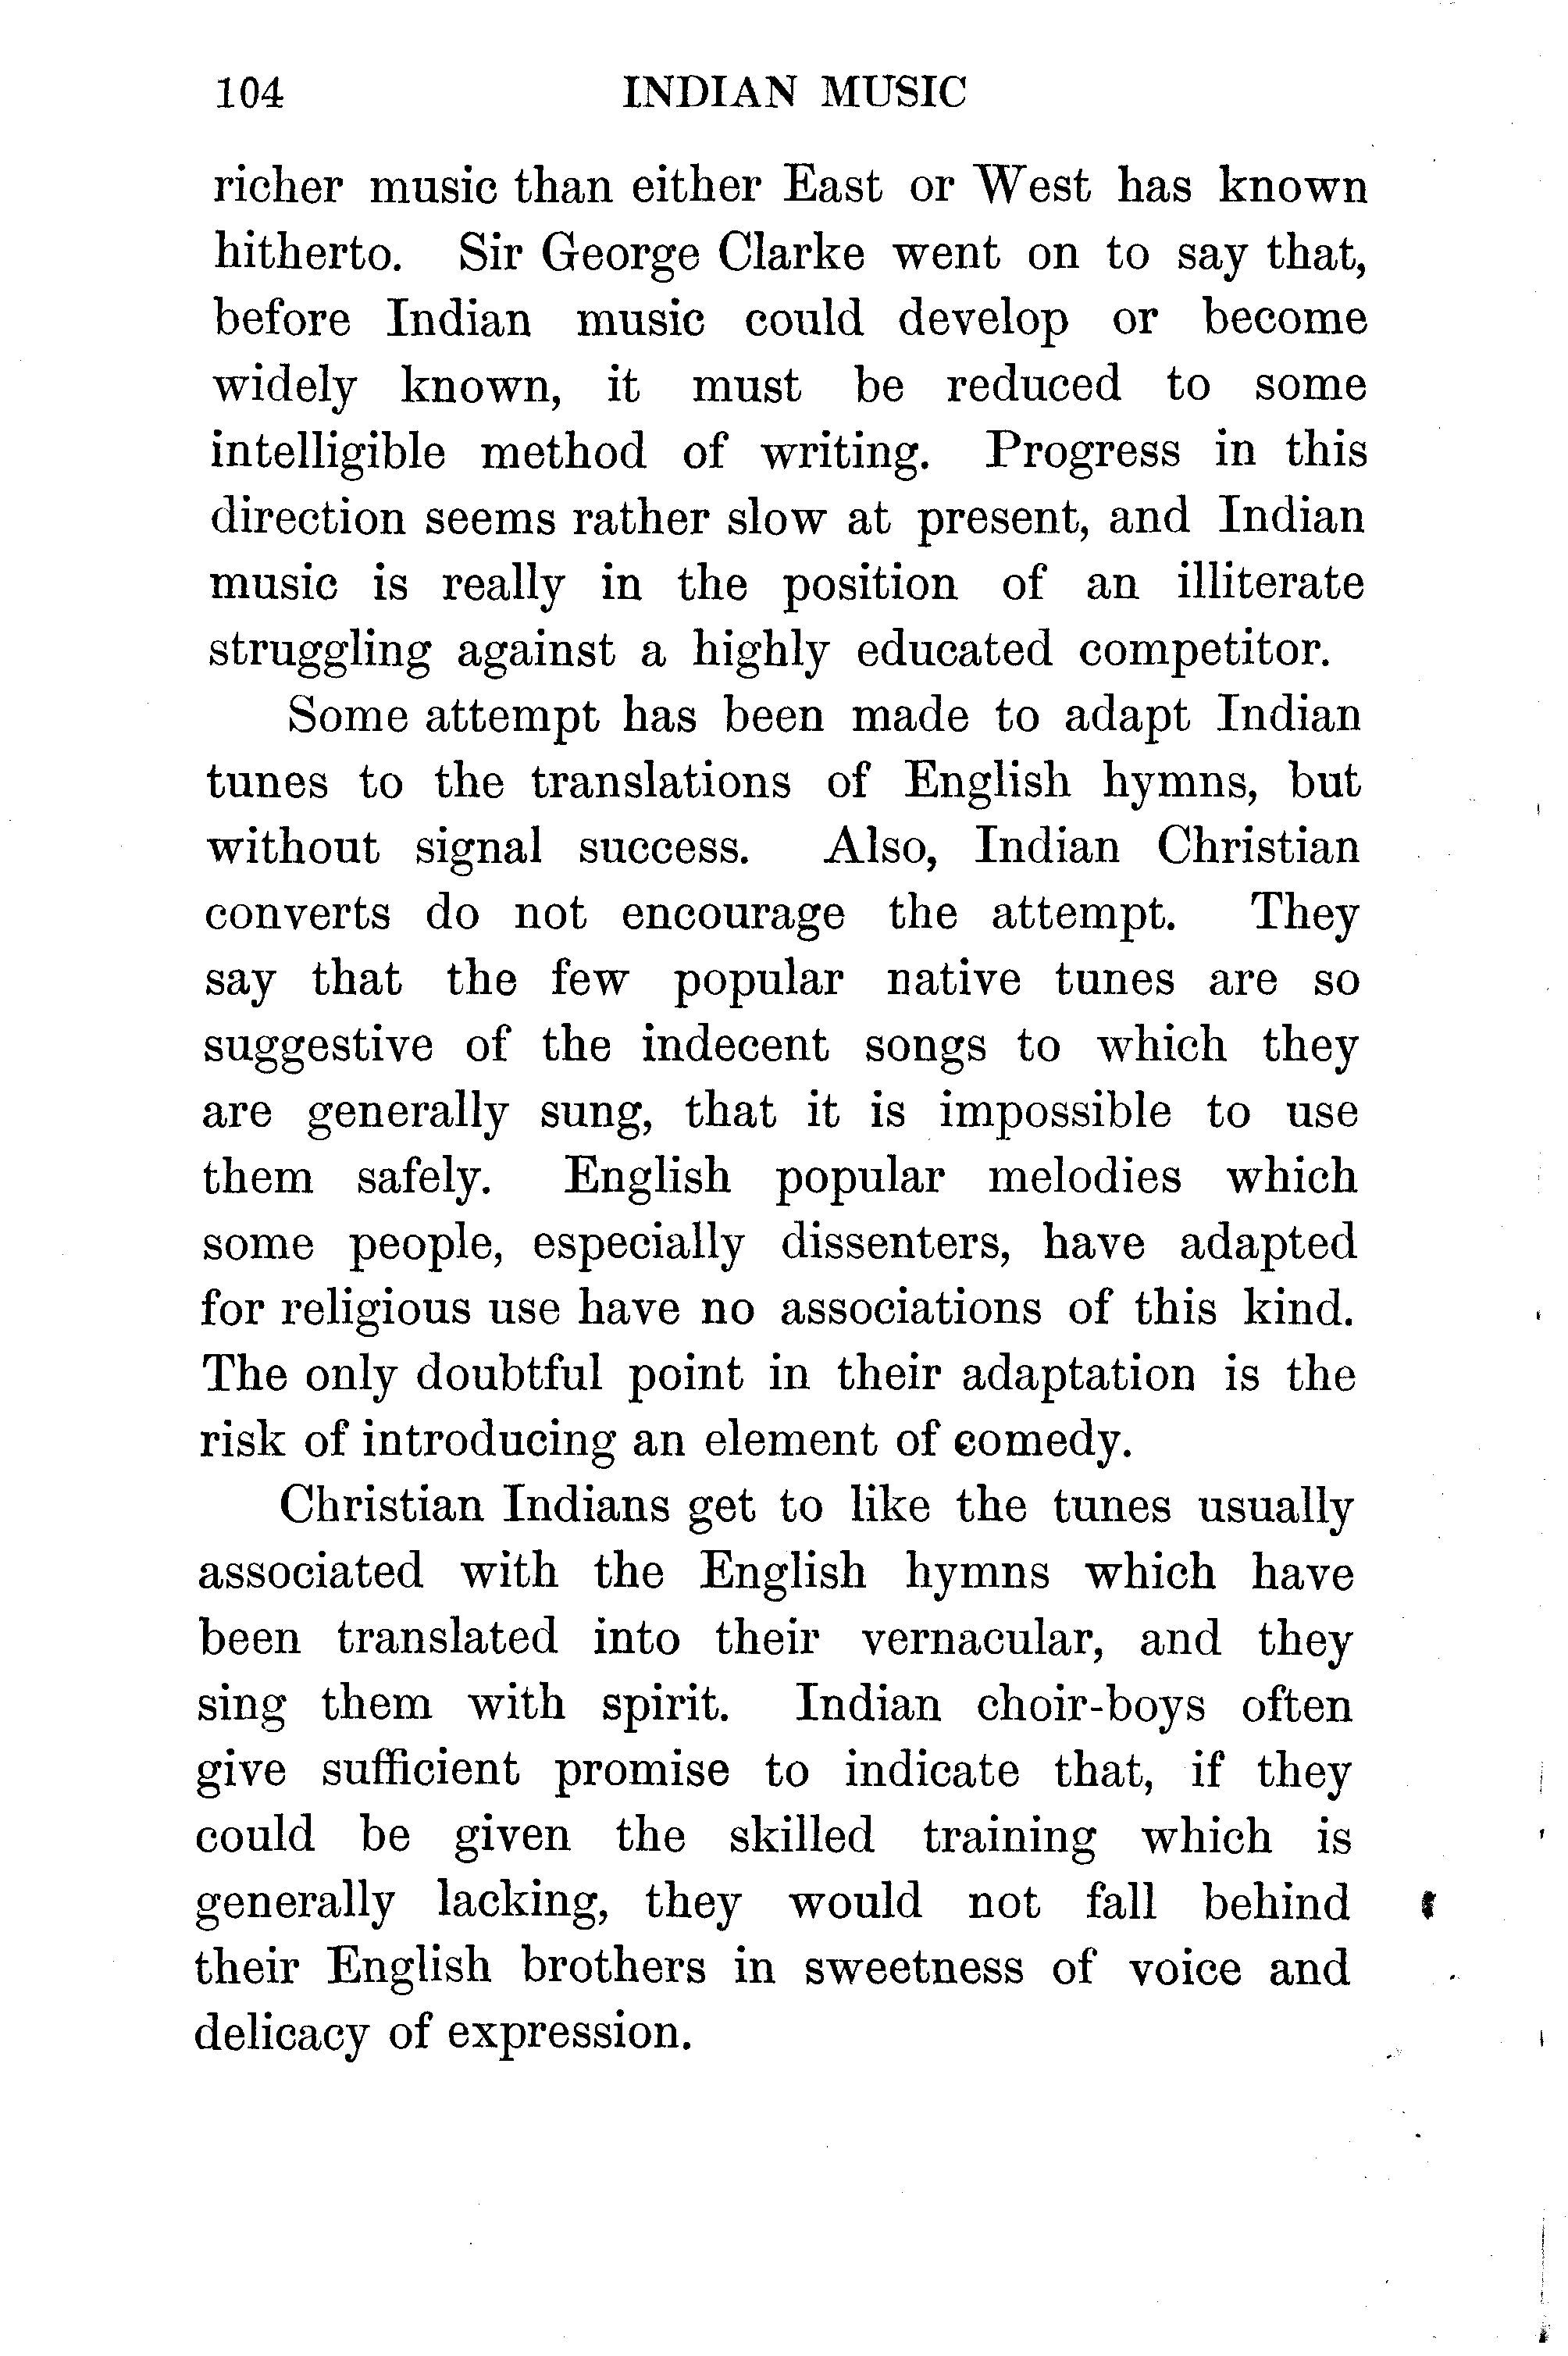 104 INDIAN MUSIC
richer music than either East or West has known
hitherto. Sir George Clarke went on to say that,
before Indian music could develop or become
widely known, it must be reduced to some
intelligible method of writing. Progress in this
direction seems rather slow at present, and Indian
music is really in the position of an illiterate
struggling against a highly educated competitor.
Some attempt has been made to adapt Indian
tunes to the translations of English hymns, but
without signal success. Also, Indian Christian
converts do not encourage the attempt. They
say that the few popular native tunes are so
suggestive of the indecent songs to which they
are generally sung, that it is impossible to use
them safely. English popular melodies which
some people, especially dissenters, have adapted
for religious use have no associations of this kind.
The only doubtful point in their adaptation is the
risk of introducing an element of comedy.
Christian Indians get to like the tunes usually
associated with the English hymns which have
been translated into their vernacular, and they
sing them with spirit. Indian choir-boys often
give sufficient promise to indicate that, if they
could be given the skilled training which is
generally lacking, they would not fall behind
their English brothers in sweetness of voice and
delicacy of expression.